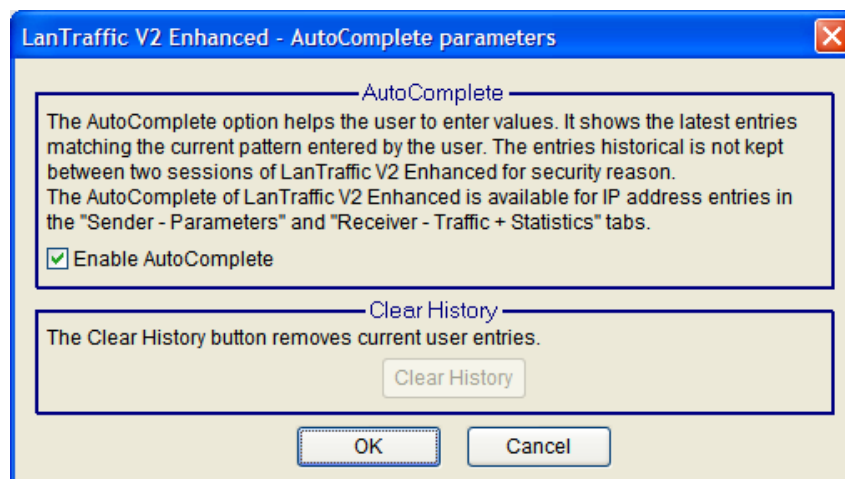 LanTraffic V2 Enhanced - AutoComplete parameters
AutoComplete
The AutoComplete option helps the user to enter values. It shows the latest entries
matching the current pattern entered by the user. The entries historical is not kept
between two sessions of LanTraffic V2 Enhanced for security reason.
The AutoComplete of LanTraffic V2 Enhanced is available for IP address entries in
the "Sender - Parameters" and "Receiver - Traffic + Statistics" tabs.
Enable AutoComplete
Clear History
The Clear History button removes current user entries.
Clear History
OK Cancel